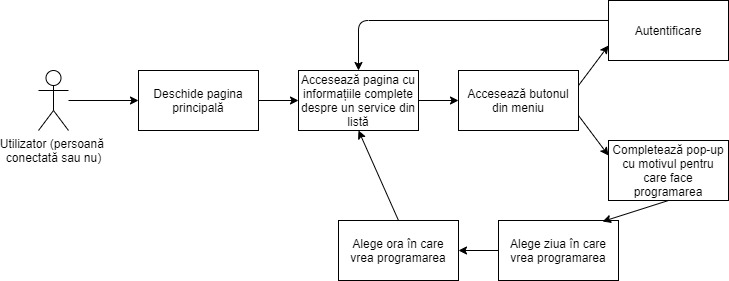 Utilizator (persoană
conectată sau nu)
Deschide pagina
principală
Accesează pagina cu
informațiile complete
despre un service din
listă
Accesează butonul
din meniu
Autentificare
Completează pop-up
cu motivul pentru
care face
programarea
Alege ziua în care
vrea programarea
Alege ora în care
vrea programarea